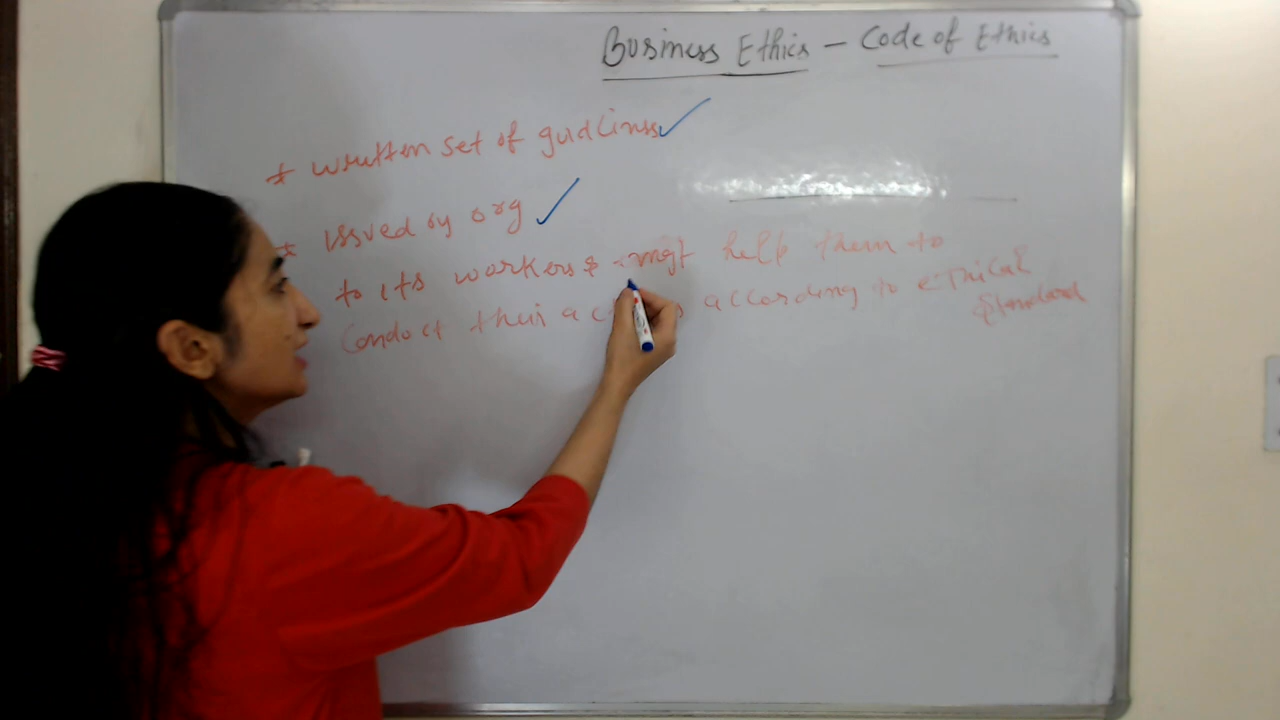 Business Ethics - Code of Ethics
* written set of guidlines
* issued by org
to its workers & mgt help them to
Conduct their according to ethical
standard